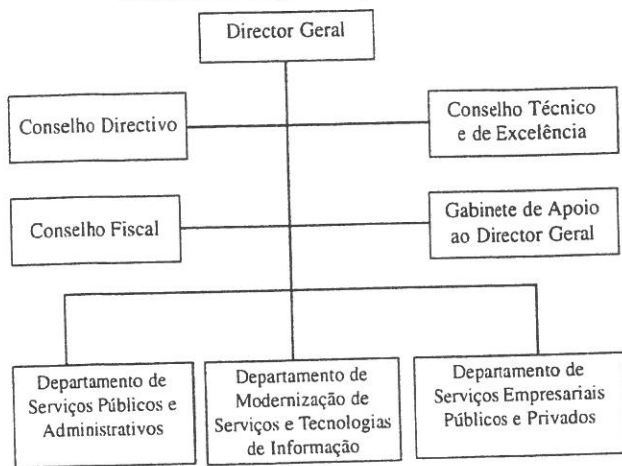 Director Geral
Conselho Directivo
Conselho Técnico
e de Excelência
Conselho Fiscal
Gabinete de Apoio
ao Director Geral
Departamento de
Serviços Públicos e
Administrativos
Departamento de
Modernização de
Serviços e Tecnologias
de Informação
Departamento de
Serviços Empresariais
Públicos e Privados